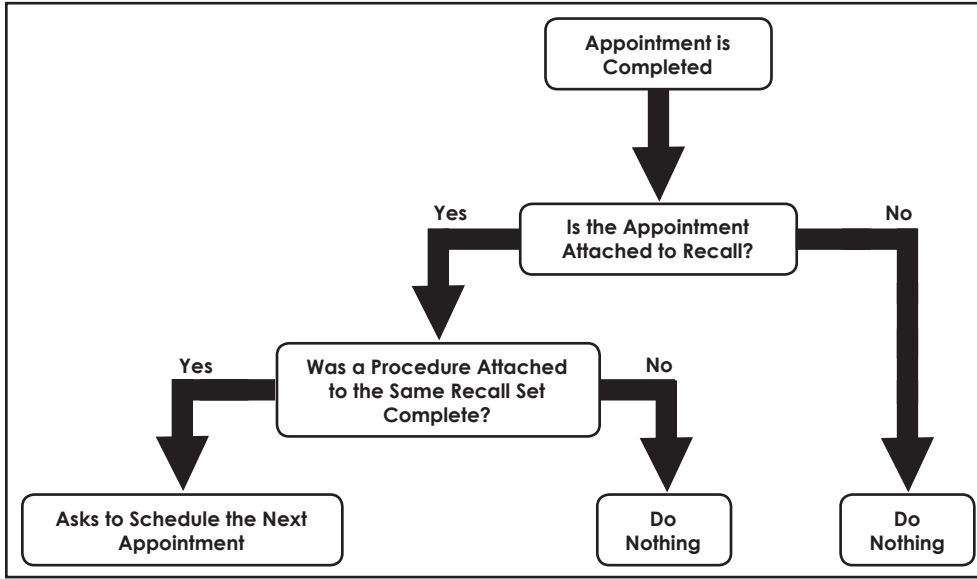 Appointment is
Completed
Yes
Is the Appointment
Attached to Recall?
No
Yes
Was a Procedure Attached
to the Same Recall Set
Complete?
No
Asks to Schedule the Next
Appointment
Do
Nothing
Do
Nothing